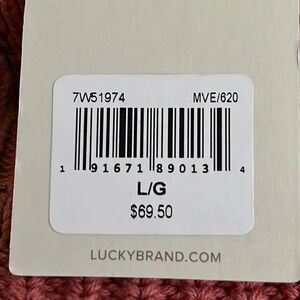 7W51974 MVE/620
1 91671 89013 4
L/G
$69.50
LUCKYBRAND.COM